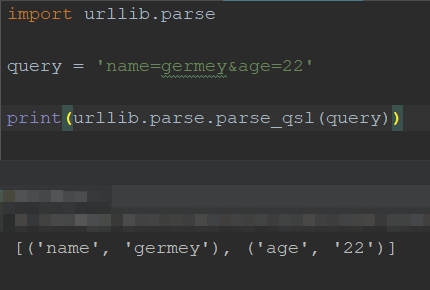 import urllib.parse
query = 'name=germey&age=22'
print(urllib.parse.parse_qsl(query))
[('name', 'germey'), ('age', '22')]